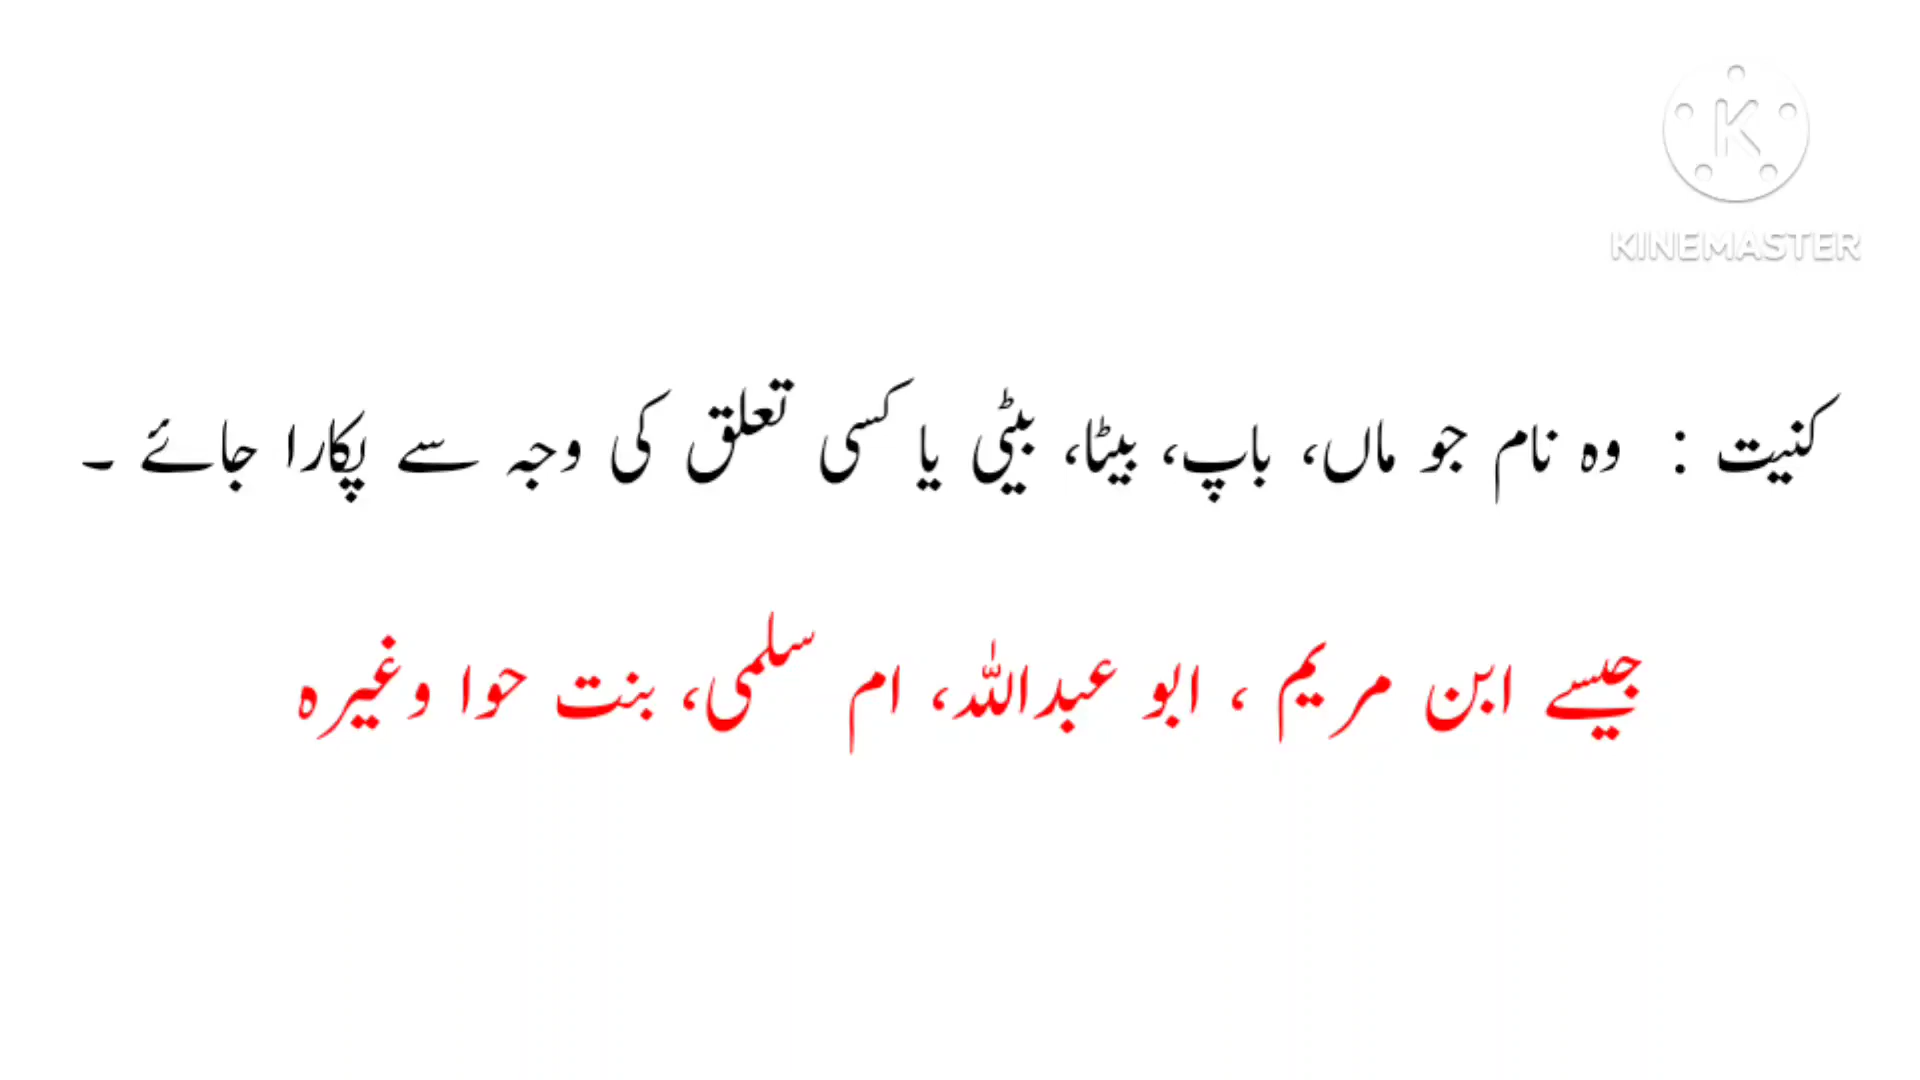 KINEMASTER
کنیت : وہ نام جو ماں، باپ، بیٹا، بیٹی یا کسی تعلق کی وجہ سے پکارا جائے ۔
جیسے ابن مریم ، ابو عبداللہ، ام سلمی، بنت حوا وغیرہ